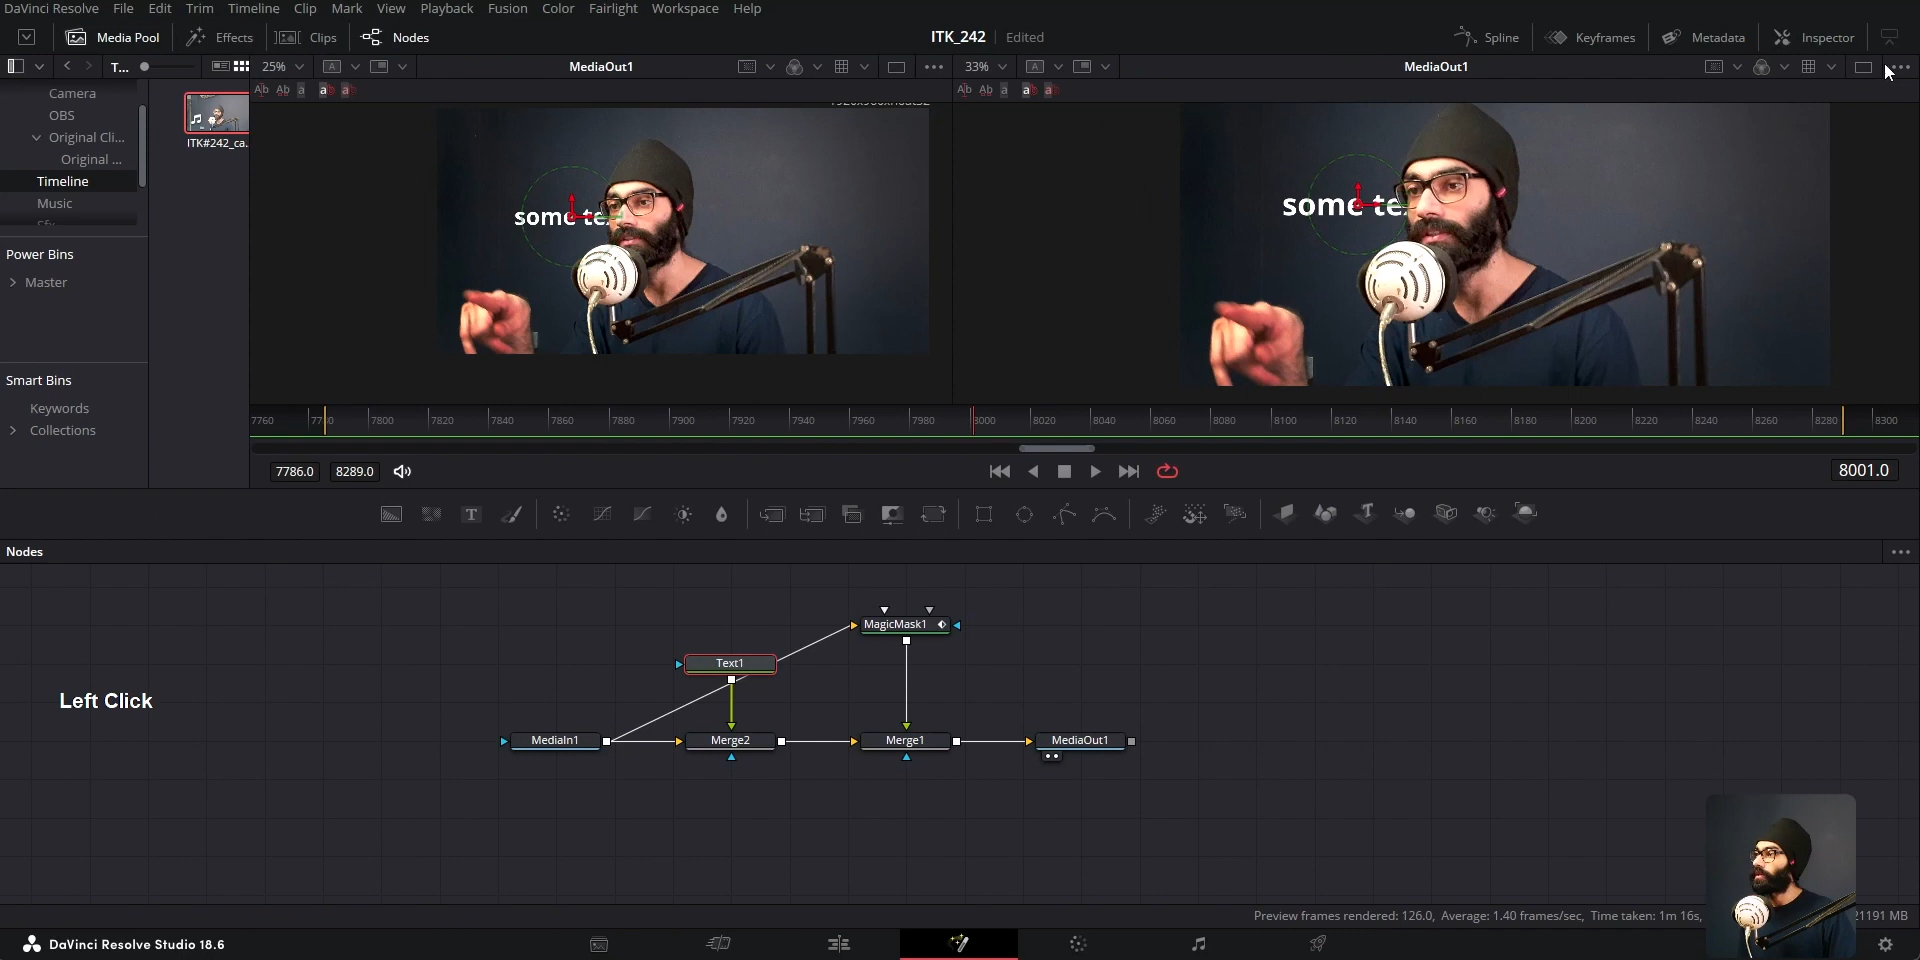 DaVinci Resolve File Edit Trim Timeline Clip Mark View Playback Fusion Color Fairlight Workspace Help
Media Pool Effects Clips Nodes ITK_242 Edited Spline Keyframes Metadata Inspector
T... 25% A MediaOut1 33% A MediaOut1
Camera
OBS
Original Cli...
Original ...
Timeline
Music
ITK#242_ca.
Power Bins
Master
Smart Bins
Keywords
Collections
some te
some te
7760 7800 7820 7840 7860 7880 7900 7920 7940 7960 7980 8000 8020 8040 8060 8080 8100 8120 8140 8160 8180 8200 8220 8240 8260 8280 8300
7786.0 8289.0 8001.0
Nodes
MagicMask1
Text1
Left Click
MediaIn1 Merge2 Merge1 MediaOut1
Preview frames rendered: 126.0, Average: 1.40 frames/sec, Time taken: 1m 16s, 21191 MB
DaVinci Resolve Studio 18.6